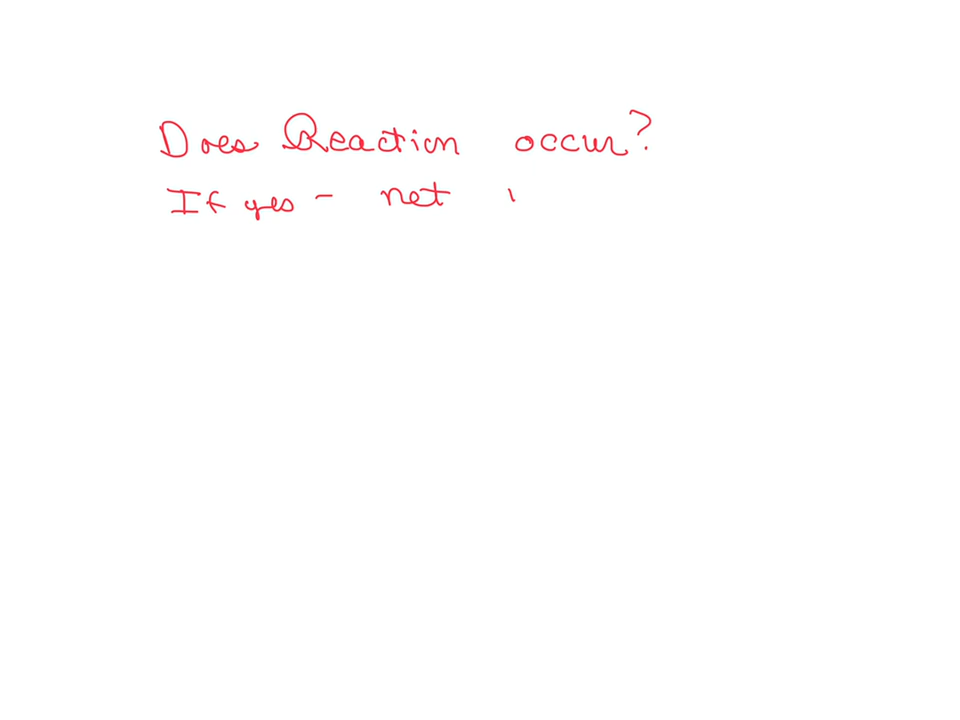 Does Reaction occur?
If yes - net